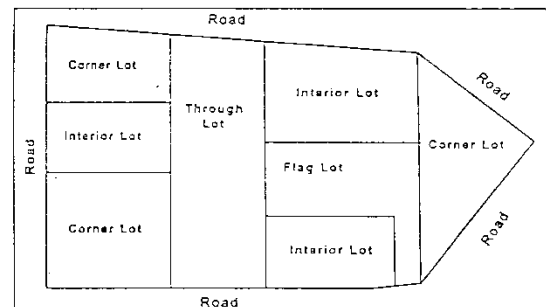 Road
Corner Lot
Interior Lot
Through
Lot
Road
Interior Lot
Corner Lot
Flag Lot
Road
Corner Lot
Interior Lot
Road
Road